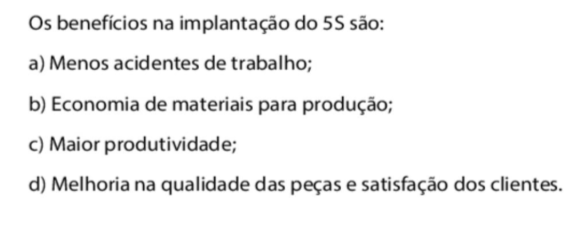 Os benefícios na implantação do 5S são:
a) Menos acidentes de trabalho;
b) Economia de materiais para produção;
c) Maior produtividade;
d) Melhoria na qualidade das peças e satisfação dos clientes.